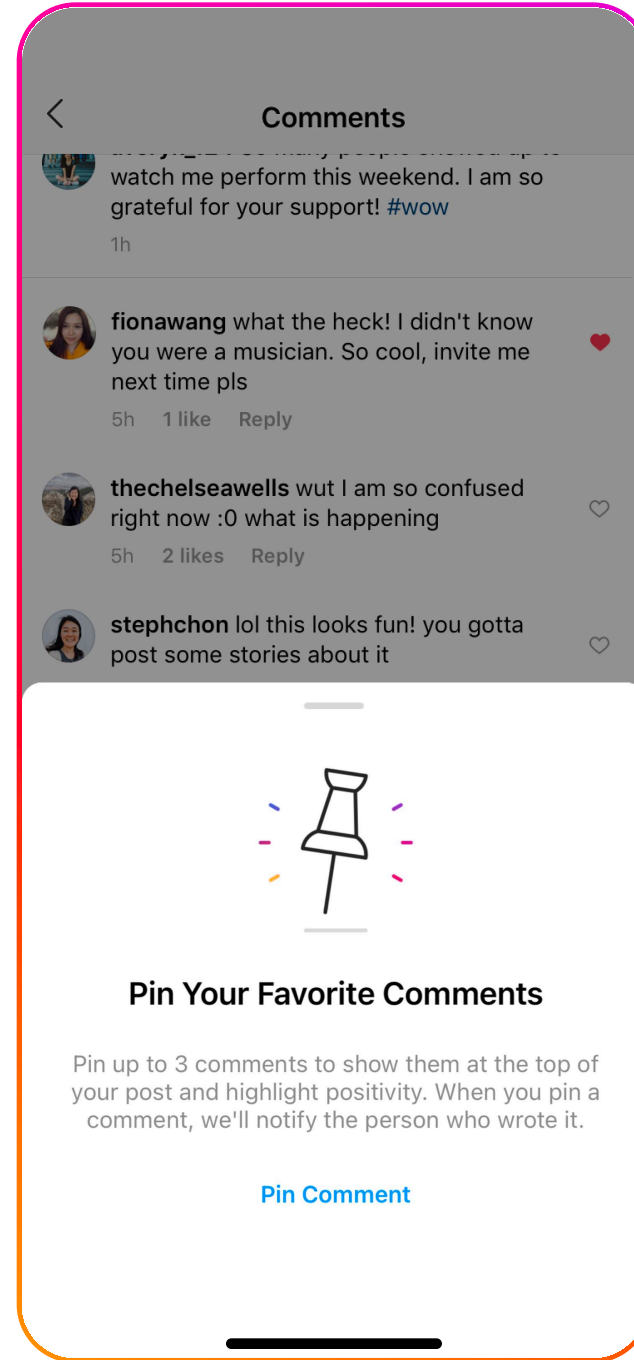 Comments
watch me perform this weekend. I am so
grateful for your support! #wow
1h
fionawang what the heck! I didn't know
you were a musician. So cool, invite me
next time pls
5h 1 like Reply
thechelseawells wut I am so confused
right now :0 what is happening
5h 2 likes Reply
stephchon lol this looks fun! you gotta
post some stories about it
Pin Your Favorite Comments
Pin up to 3 comments to show them at the top of
your post and highlight positivity. When you pin a
comment, we'll notify the person who wrote it.
Pin Comment